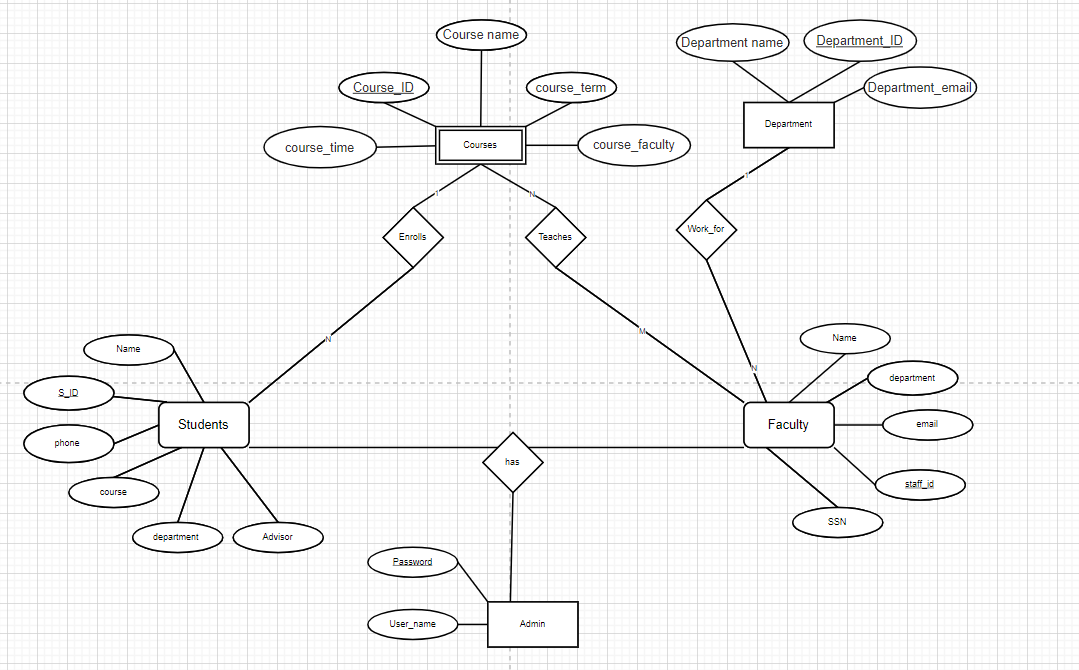 Course name
Department name
Department_ID
Course_ID
course_term
Department_email
course_time
Courses
course_faculty
Department
1
N
1
Enrolls
Teaches
Work_for
N
M
N
Name
Name
S_ID
department
Students
Faculty
email
phone
has
course
staff_id
department
Advisor
SSN
Password
User_name
Admin